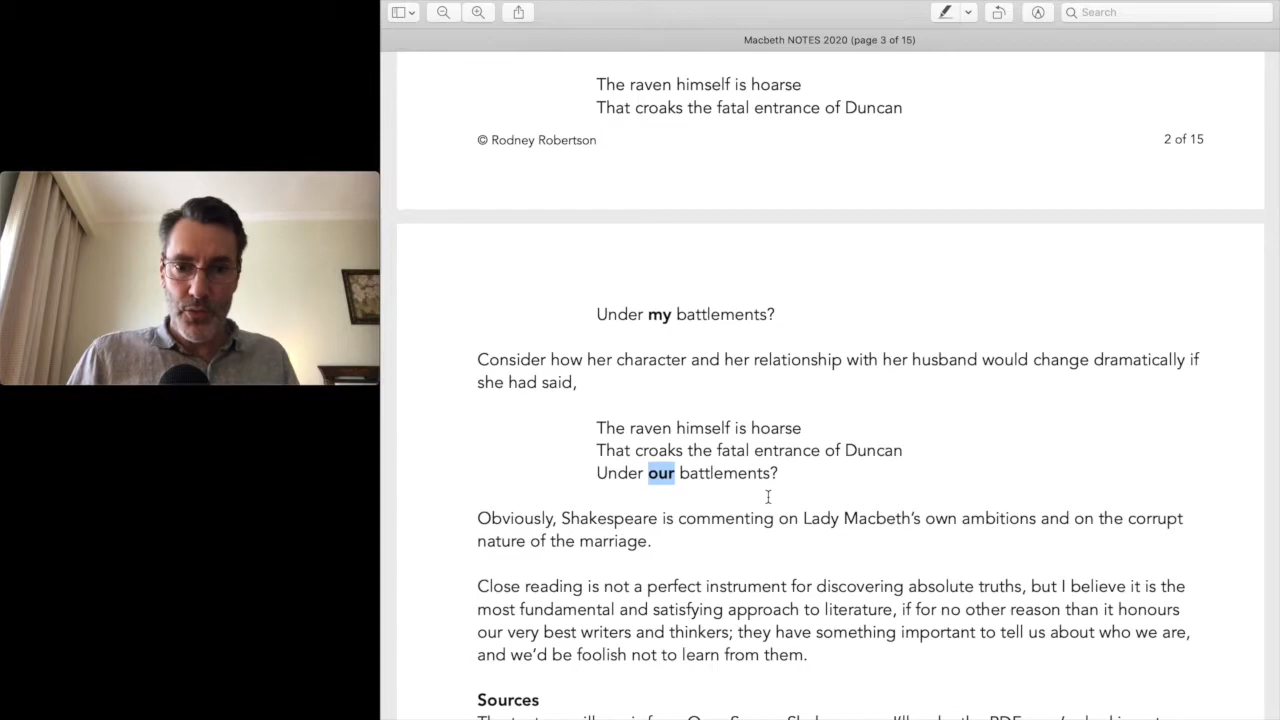 Search
Macbeth NOTES 2020 (page 3 of 15)
The raven himself is hoarse
That croaks the fatal entrance of Duncan
© Rodney Robertson
2 of 15
Under my battlements?
Consider how her character and her relationship with her husband would change dramatically if
she had said,
The raven himself is hoarse
That croaks the fatal entrance of Duncan
Under our battlements?
Obviously, Shakespeare is commenting on Lady Macbeth's own ambitions and on the corrupt
nature of the marriage.
Close reading is not a perfect instrument for discovering absolute truths, but I believe it is the
most fundamental and satisfying approach to literature, if for no other reason than it honours
our very best writers and thinkers; they have something important to tell us about who we are,
and we'd be foolish not to learn from them.
Sources